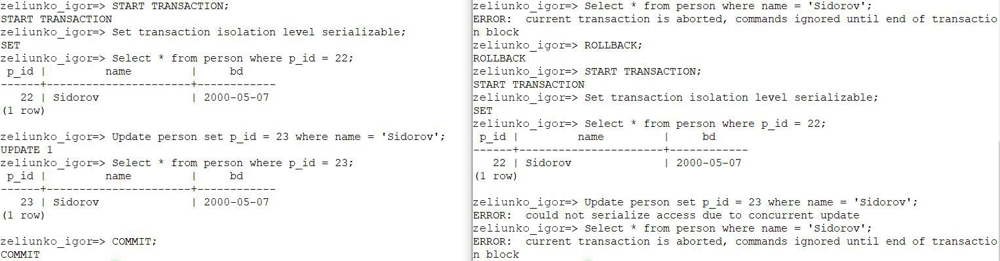 zeliunko_igor=> START TRANSACTION;
START TRANSACTION
zeliunko_igor=> Set transaction isolation level serializable;
SET
zeliunko_igor=> Select * from person where p_id = 22;
 p_id |         name         |     bd
------+----------------------+------------
   22 | Sidorov              | 2000-05-07
(1 row)
zeliunko_igor=> Update person set p_id = 23 where name = 'Sidorov';
UPDATE 1
zeliunko_igor=> Select * from person where p_id = 23;
 p_id |         name         |     bd
------+----------------------+------------
   23 | Sidorov              | 2000-05-07
(1 row)
zeliunko_igor=> COMMIT;
COMMIT
zeliunko_igor=> Select * from person where name = 'Sidorov';
ERROR:  current transaction is aborted, commands ignored until end of transactio
n block
zeliunko_igor=> ROLLBACK;
ROLLBACK
zeliunko_igor=> START TRANSACTION;
START TRANSACTION
zeliunko_igor=> Set transaction isolation level serializable;
SET
zeliunko_igor=> Select * from person where p_id = 22;
 p_id |         name         |     bd
------+----------------------+------------
   22 | Sidorov              | 2000-05-07
(1 row)
zeliunko_igor=> Update person set p_id = 23 where name = 'Sidorov';
ERROR:  could not serialize access due to concurrent update
zeliunko_igor=> Select * from person where name = 'Sidorov';
ERROR:  current transaction is aborted, commands ignored until end of transactio
n block